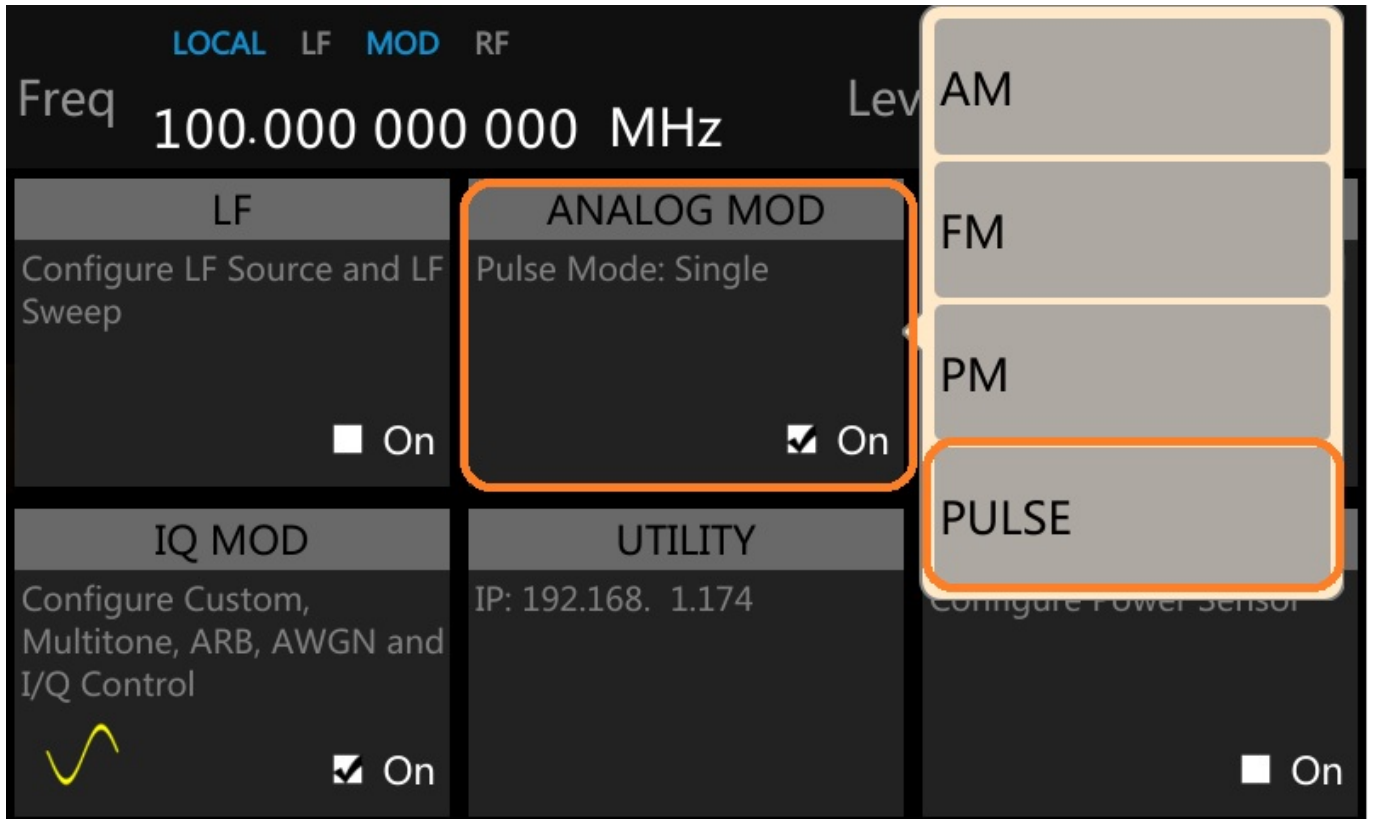 LOCAL LF MOD RF
Freq 100.000 000 000 MHz Lev
AM
FM
PM
PULSE
LF
Configure LF Source and LF
Sweep
On
ANALOG MOD
Pulse Mode: Single
On
IQ MOD
Configure Custom,
Multitone, ARB, AWGN and
I/Q Control
On
UTILITY
IP: 192.168.  1.174
Configure Power Sensor
On